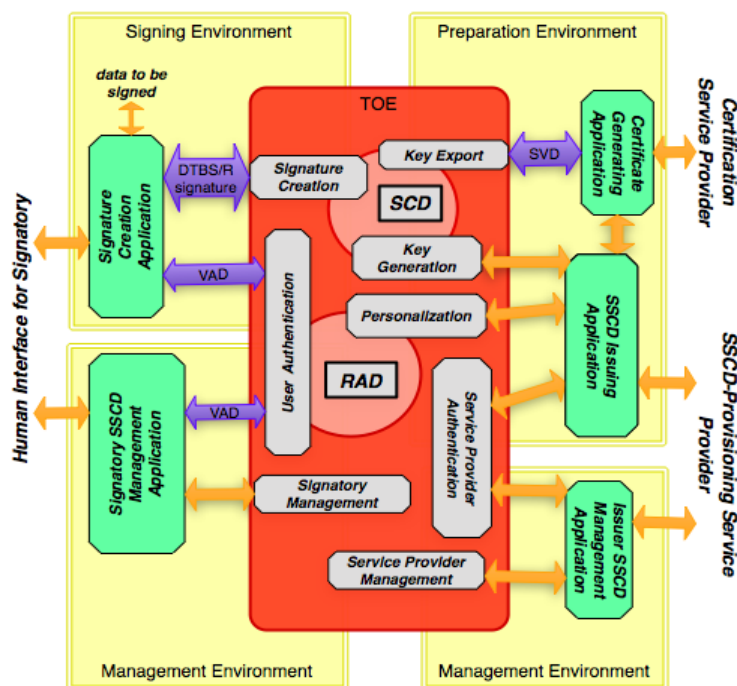 Signing Environment
Preparation Environment
data to be
signed
TOE
Certification
Service Provider
Certificate
Generating
Application
Key Export
SVD
DTBS/R
signature
Signature
Creation
SCD
Signature
Creation
Application
Human Interface for Signatory
Key
Generation
VAD
User Authentication
Personalization
SSCD Issuing
Application
SSCD-Provisioning Service
Provider
RAD
Service Provider
Authentication
Signatory SSCD
Management
Application
VAD
Signatory
Management
Issuer SSCD
Management
Application
Service Provider
Management
Management Environment
Management Environment